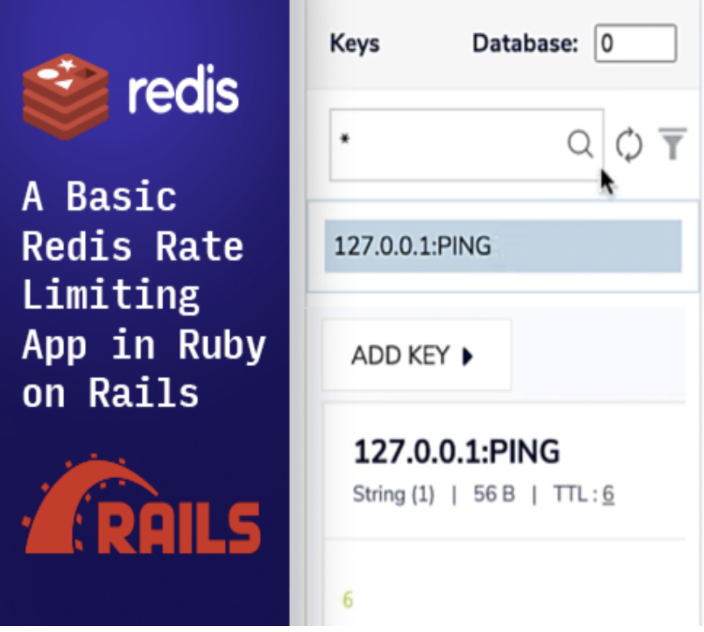 redis
A Basic
Redis Rate
Limiting
App in Ruby
on Rails
RAILS
Keys Database: 0
*
127.0.0.1:PING
ADD KEY
127.0.0.1:PING
String (1) | 56 B | TTL : 6
6